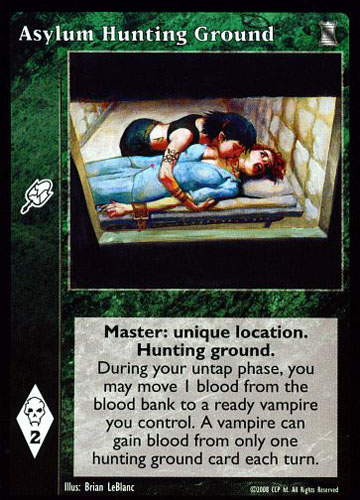 Asylum Hunting Ground
Master: unique location.
Hunting ground.
During your untap phase, you
may move 1 blood from the
blood bank to a ready vampire
you control. A vampire can
gain blood from only one
hunting ground card each turn.
2
Illus: Brian LeBlanc
©2008 CCP hf. All Rights Reserved